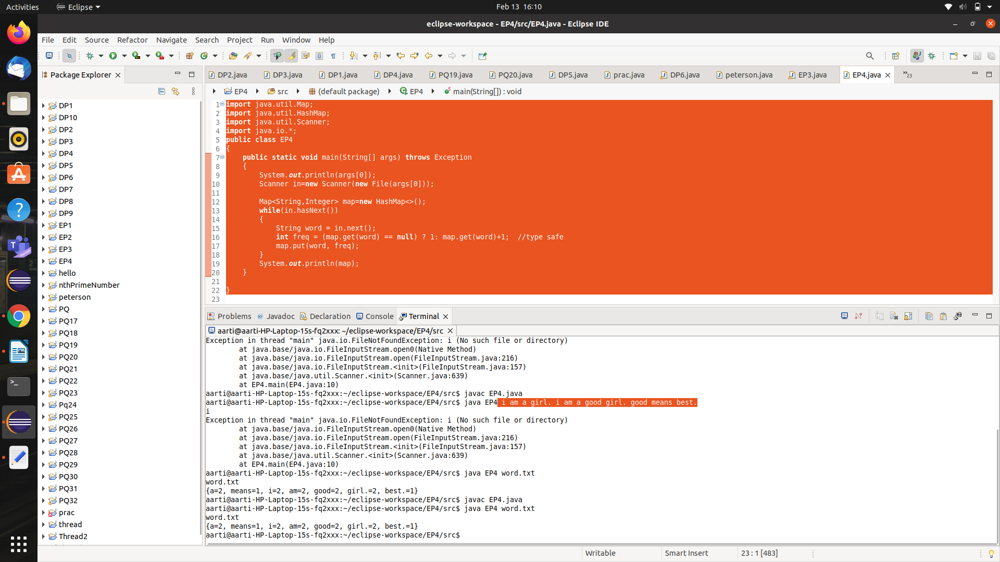 Activities Eclipse Feb 13 16:10
eclipse-workspace - EP4/src/EP4.java - Eclipse IDE
File Edit Source Refactor Navigate Search Project Run Window Help
Package Explorer
DP2.java DP3.java DP1.java DP4.java PQ19.java PQ20.java DP5.java prac.java DP6.java peterson.java EP3.java EP4.java »23
EP4 src (default package) EP4 main(String[]) : void
DP1
DP10
DP2
DP3
DP4
DP5
DP6
DP7
DP8
DP9
EP1
EP2
EP3
EP4
hello
nthPrimeNumber
peterson
PQ
PQ17
PQ18
PQ19
PQ20
PQ21
PQ22
PQ23
Pq24
PQ25
PQ26
PQ27
PQ28
PQ29
PQ30
PQ31
PQ32
prac
thread
Thread2
1 import java.util.Map;
2 import java.util.HashMap;
3 import java.util.Scanner;
4 import java.io.*;
5 public class EP4
6 {
7 public static void main(String[] args) throws Exception
8 {
9 System.out.println(args[0]);
10 Scanner in=new Scanner(new File(args[0]));
11
12 Map<String,Integer> map=new HashMap<>();
13 while(in.hasNext())
14 {
15 String word = in.next();
16 int freq = (map.get(word) == null) ? 1: map.get(word)+1; //type safe
17 map.put(word, freq);
18 }
19 System.out.println(map);
20 }
21
22 }
23
Problems Javadoc Declaration Console Terminal
aarti@aarti-HP-Laptop-15s-fq2xxx: ~/eclipse-workspace/EP4/src
Exception in thread "main" java.io.FileNotFoundException: i (No such file or directory)
at java.base/java.io.FileInputStream.open0(Native Method)
at java.base/java.io.FileInputStream.open(FileInputStream.java:216)
at java.base/java.io.FileInputStream.<init>(FileInputStream.java:157)
at java.base/java.util.Scanner.<init>(Scanner.java:639)
at EP4.main(EP4.java:10)
aarti@aarti-HP-Laptop-15s-fq2xxx:~/eclipse-workspace/EP4/src$ javac EP4.java
aarti@aarti-HP-Laptop-15s-fq2xxx:~/eclipse-workspace/EP4/src$ java EP4 i am a girl. i am a good girl. good means best.
i
Exception in thread "main" java.io.FileNotFoundException: i (No such file or directory)
at java.base/java.io.FileInputStream.open0(Native Method)
at java.base/java.io.FileInputStream.open(FileInputStream.java:216)
at java.base/java.io.FileInputStream.<init>(FileInputStream.java:157)
at java.base/java.util.Scanner.<init>(Scanner.java:639)
at EP4.main(EP4.java:10)
aarti@aarti-HP-Laptop-15s-fq2xxx:~/eclipse-workspace/EP4/src$ java EP4 word.txt
word.txt
{a=2, means=1, i=2, am=2, good=2, girl.=2, best.=1}
aarti@aarti-HP-Laptop-15s-fq2xxx:~/eclipse-workspace/EP4/src$ javac EP4.java
aarti@aarti-HP-Laptop-15s-fq2xxx:~/eclipse-workspace/EP4/src$ java EP4 word.txt
word.txt
{a=2, means=1, i=2, am=2, good=2, girl.=2, best.=1}
aarti@aarti-HP-Laptop-15s-fq2xxx:~/eclipse-workspace/EP4/src$
Writable Smart Insert 23 : 1 [483]